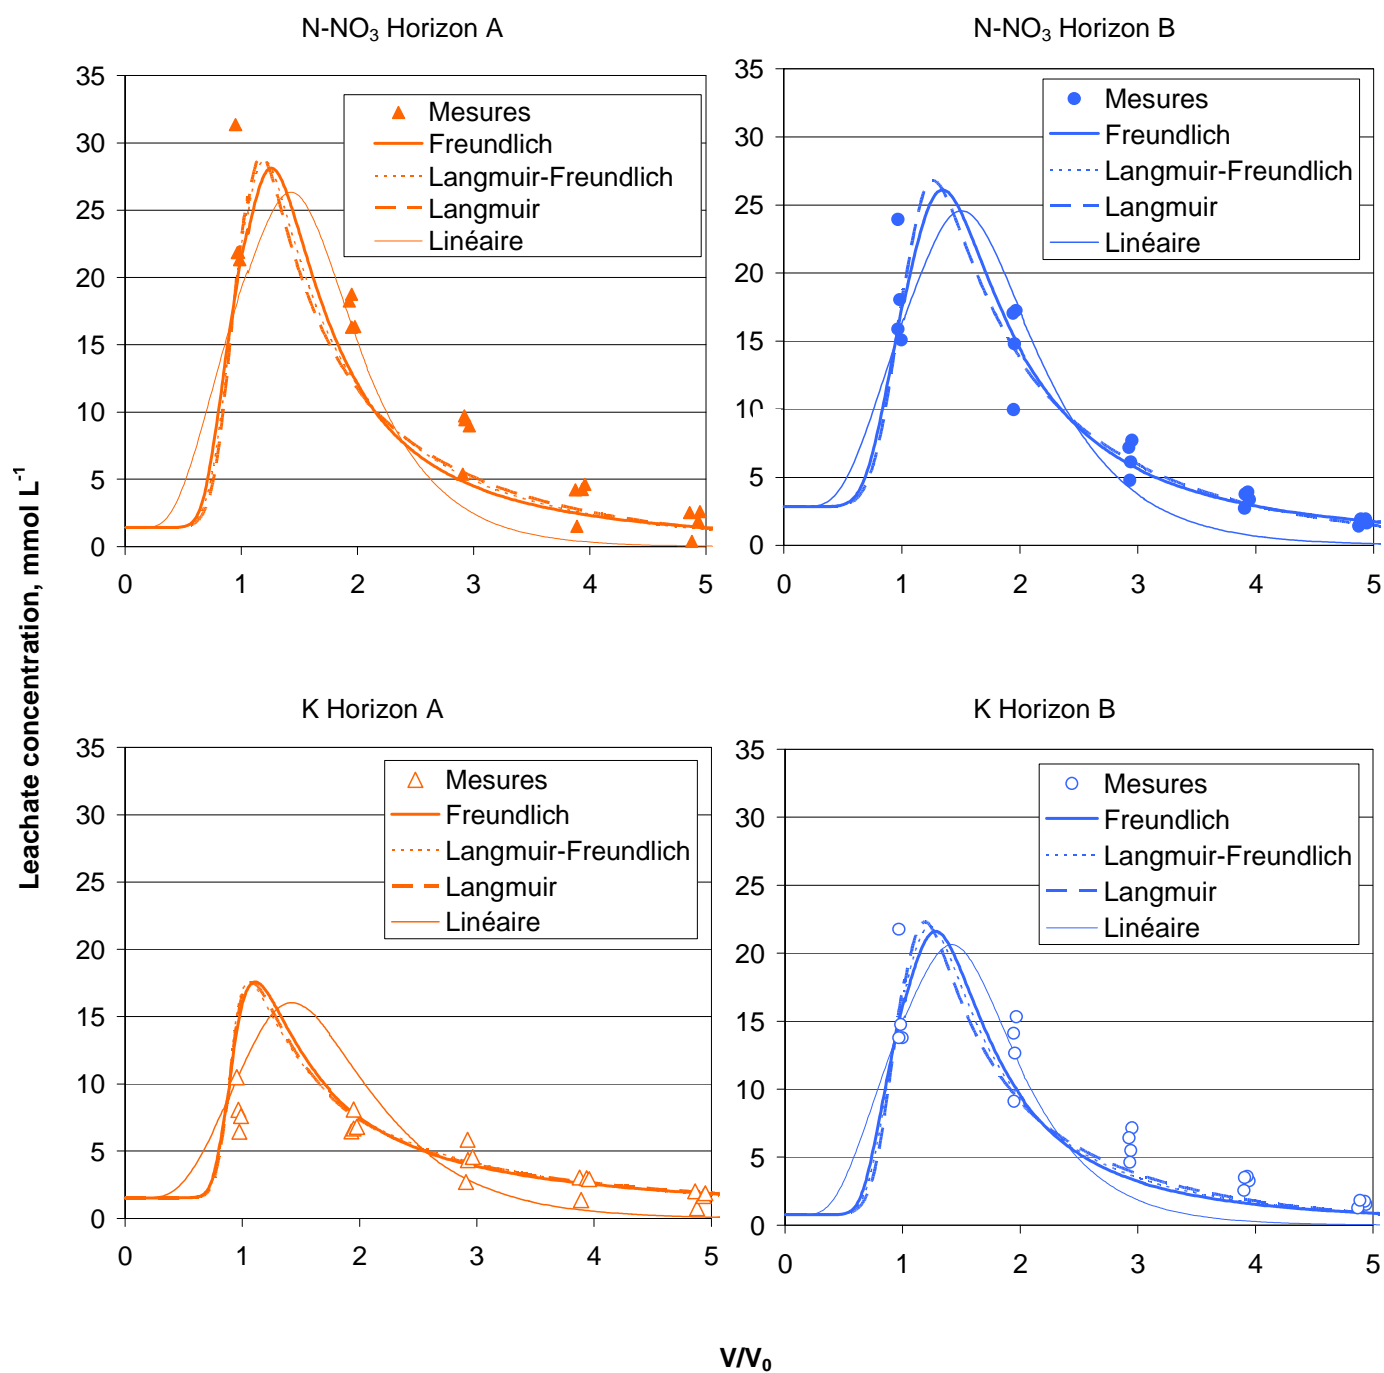 N-NO₃ Horizon A
35
30
25
20
15
10
5
0
0 1 2 3 4 5
Mesures
Freundlich
Langmuir-Freundlich
Langmuir
Linéaire
N-NO₃ Horizon B
35
30
25
20
15
10
5
0
0 1 2 3 4 5
Mesures
Freundlich
Langmuir-Freundlich
Langmuir
Linéaire
Leachate concentration, mmol L⁻¹
K Horizon A
35
30
25
20
15
10
5
0
0 1 2 3 4 5
Mesures
Freundlich
Langmuir-Freundlich
Langmuir
Linéaire
K Horizon B
35
30
25
20
15
10
5
0
0 1 2 3 4 5
Mesures
Freundlich
Langmuir-Freundlich
Langmuir
Linéaire
V/V₀